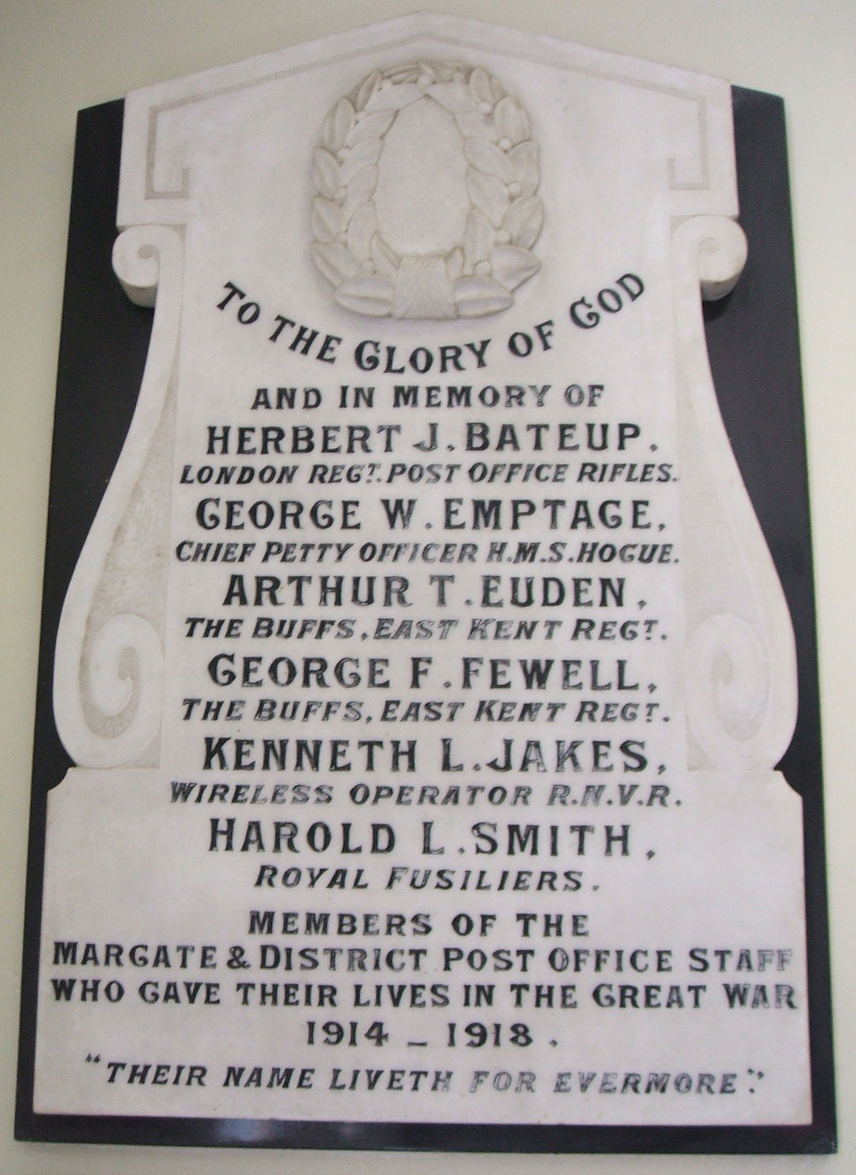 TO THE GLORY OF GOD
AND IN MEMORY OF
HERBERT J. BATEUP.
LONDON REGT. POST OFFICE RIFLES.
GEORGE W. EMPTAGE,
CHIEF PETTY OFFICER H.M.S. HOGUE.
ARTHUR T. EUDEN,
THE BUFFS, EAST KENT REGT.
GEORGE F. FEWELL,
THE BUFFS, EAST KENT REGT.
KENNETH L. JAKES,
WIRELESS OPERATOR R.N.V.R.
HAROLD L. SMITH,
ROYAL FUSILIERS.
MEMBERS OF THE
MARGATE & DISTRICT POST OFFICE STAFF
WHO GAVE THEIR LIVES IN THE GREAT WAR
1914 – 1918.
"THEIR NAME LIVETH FOR EVERMORE."